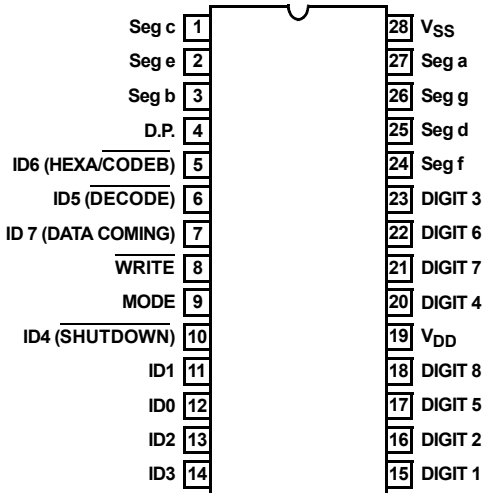 Seg c 1 28 VSS
Seg e 2 27 Seg a
Seg b 3 26 Seg g
D.P. 4 25 Seg d
ID6 (HEXA/CODEB) 5 24 Seg f
ID5 (DECODE) 6 23 DIGIT 3
ID 7 (DATA COMING) 7 22 DIGIT 6
WRITE 8 21 DIGIT 7
MODE 9 20 DIGIT 4
ID4 (SHUTDOWN) 10 19 VDD
ID1 11 18 DIGIT 8
ID0 12 17 DIGIT 5
ID2 13 16 DIGIT 2
ID3 14 15 DIGIT 1